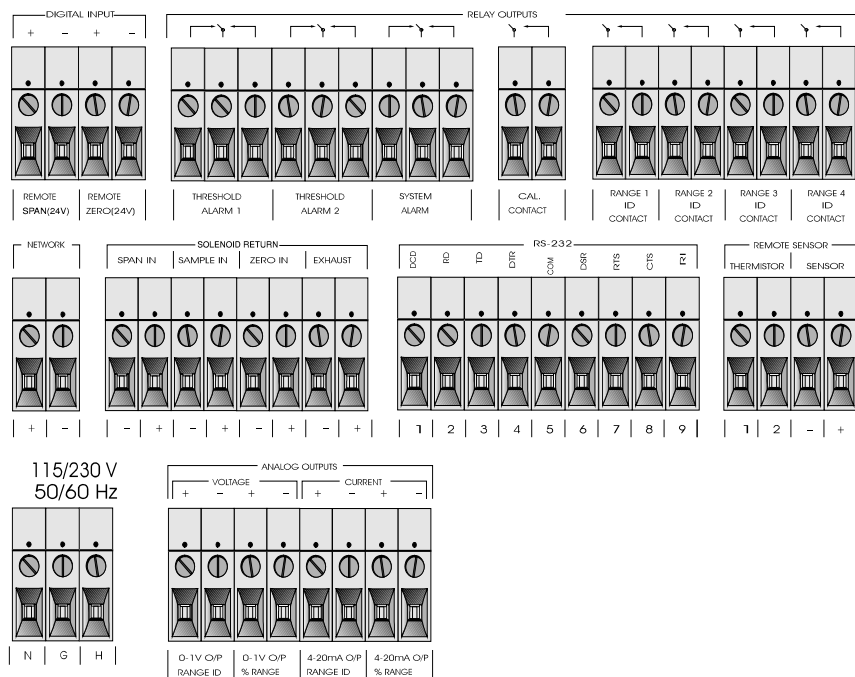 DIGITAL INPUT
RELAY OUTPUTS
+ − + −
REMOTE
SPAN(24V)
REMOTE
ZERO(24V)
THRESHOLD
ALARM 1
THRESHOLD
ALARM 2
SYSTEM
ALARM
CAL.
CONTACT
RANGE 1
ID
CONTACT
RANGE 2
ID
CONTACT
RANGE 3
ID
CONTACT
RANGE 4
ID
CONTACT
NETWORK
+ −
SOLENOID RETURN
SPAN IN SAMPLE IN ZERO IN EXHAUST
− + − + − + − +
RS-232
DCD RD TD DTR COM DSR RTS CTS RI
1 2 3 4 5 6 7 8 9
REMOTE SENSOR
THERMISTOR SENSOR
1 2 − +
115/230 V
50/60 Hz
N G H
ANALOG OUTPUTS
VOLTAGE CURRENT
+ − + − + − + −
0-1V O/P
RANGE ID
0-1V O/P
% RANGE
4-20mA O/P
RANGE ID
4-20mA O/P
% RANGE